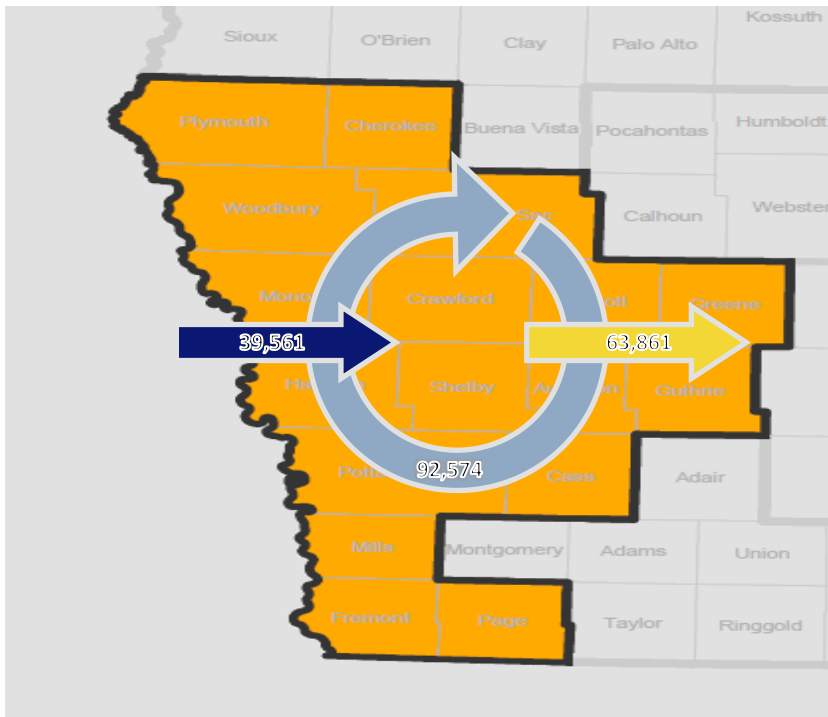 Kossuth
Sioux
O'Brien
Clay
Palo Alto
Plymouth
Cherokee
Buena Vista
Pocahontas
Humboldt
Woodbury
Sac
Calhoun
Webster
Crawford
Greene
39,561
63,861
Shelby
Guthrie
92,574
Cass
Adair
Mills
Montgomery
Adams
Union
Fremont
Page
Taylor
Ringgold